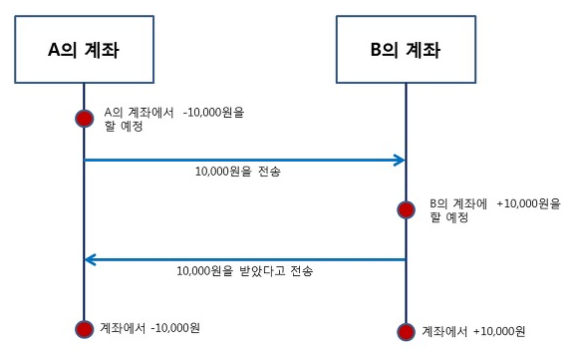 A의 계좌
B의 계좌
A의 계좌에서 -10,000원을
할 예정
10,000원을 전송
B의 계좌에 +10,000원을
할 예정
10,000원을 받았다고 전송
계좌에서 -10,000원
계좌에서 +10,000원